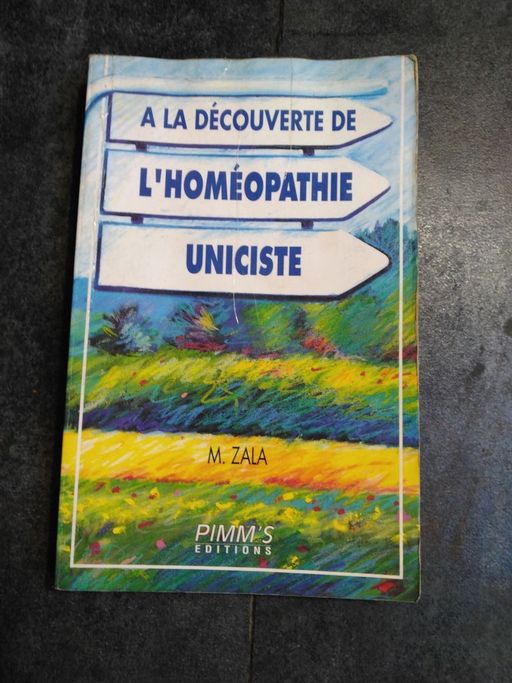 A LA DÉCOUVERTE DE
L'HOMÉOPATHIE
UNICISTE
M. ZALA
PIMM'S
EDITIONS